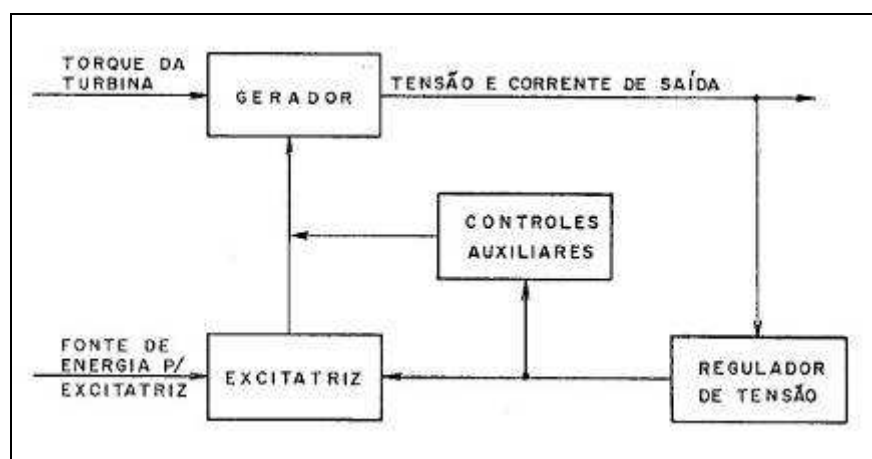 TORQUE DA
TURBINA
GERADOR
TENSÃO E CORRENTE DE SAÍDA
CONTROLES
AUXILIARES
FONTE DE
ENERGIA P/
EXCITATRIZ
EXCITATRIZ
REGULADOR
DE TENSÃO